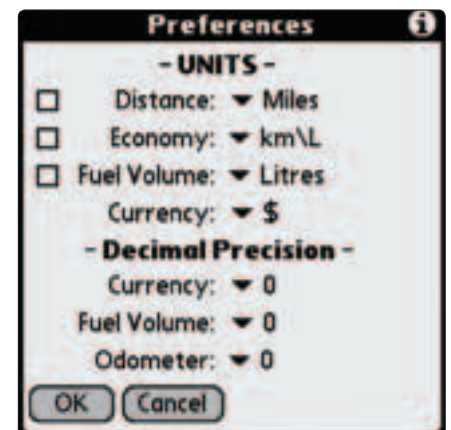 Preferences i
- UNITS -
Distance: Miles
Economy: km\L
Fuel Volume: Litres
Currency: $
- Decimal Precision -
Currency: 0
Fuel Volume: 0
Odometer: 0
OK Cancel